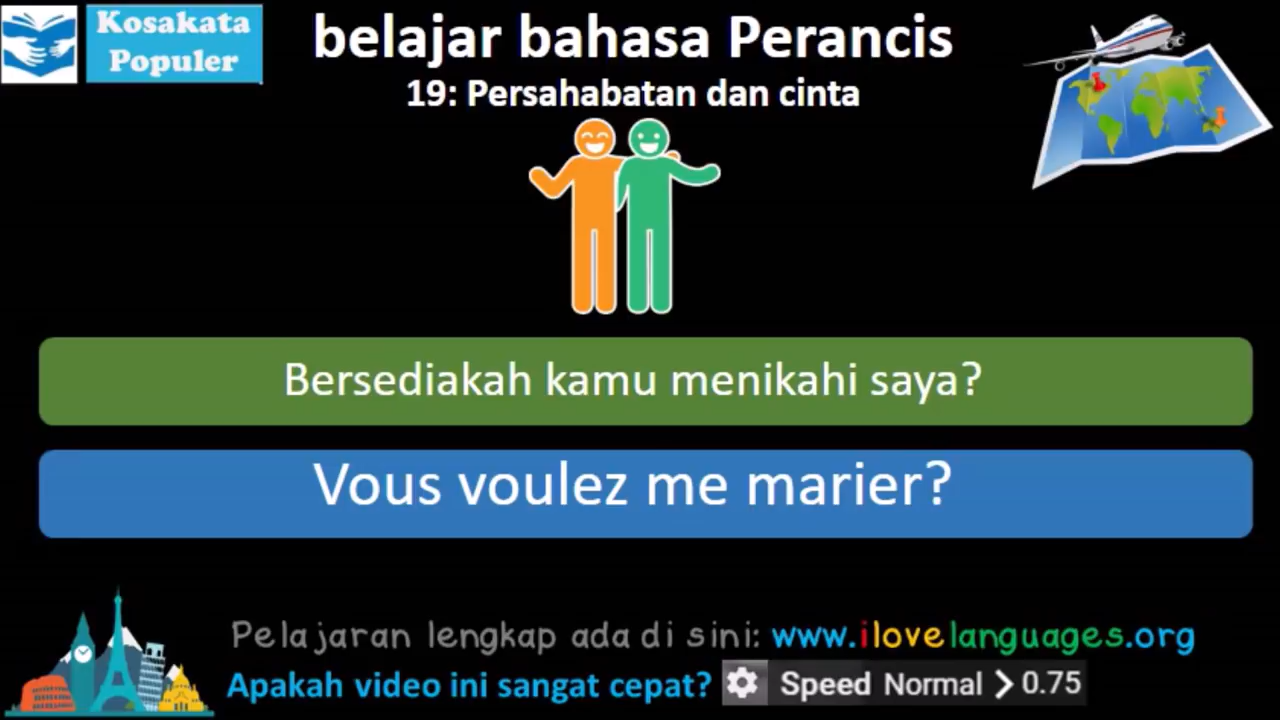 Kosakata
Populer
belajar bahasa Perancis
19: Persahabatan dan cinta
Bersediakah kamu menikahi saya?
Vous voulez me marier?
Pelajaran lengkap ada di sini: www.ilovelanguages.org
Apakah video ini sangat cepat? Speed Normal > 0.75